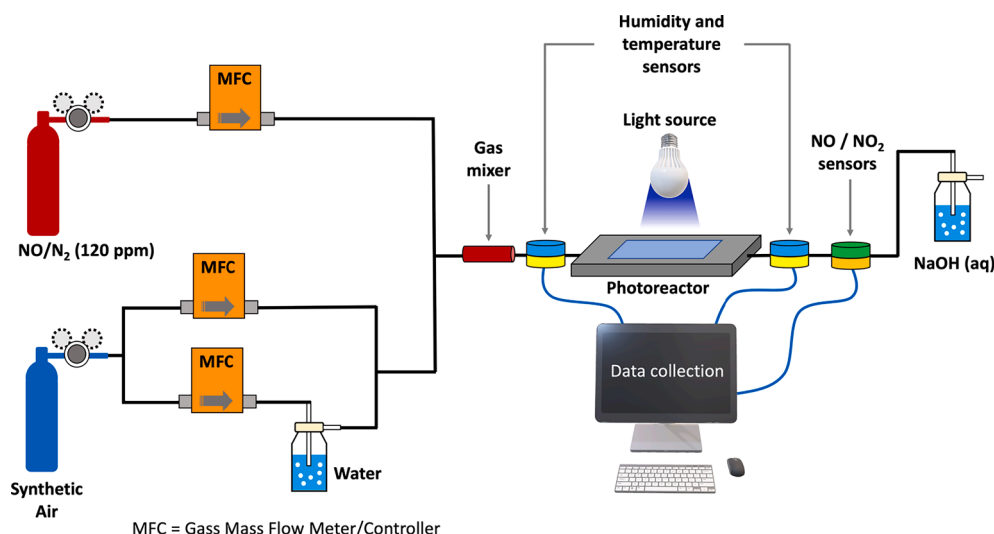 Humidity and
temperature
sensors
MFC
Light source
NO / NO₂
sensors
Gas
mixer
NO/N₂ (120 ppm)
MFC
NaOH (aq)
Photoreactor
MFC
Data collection
Water
Synthetic
Air
MFC = Gass Mass Flow Meter/Controller